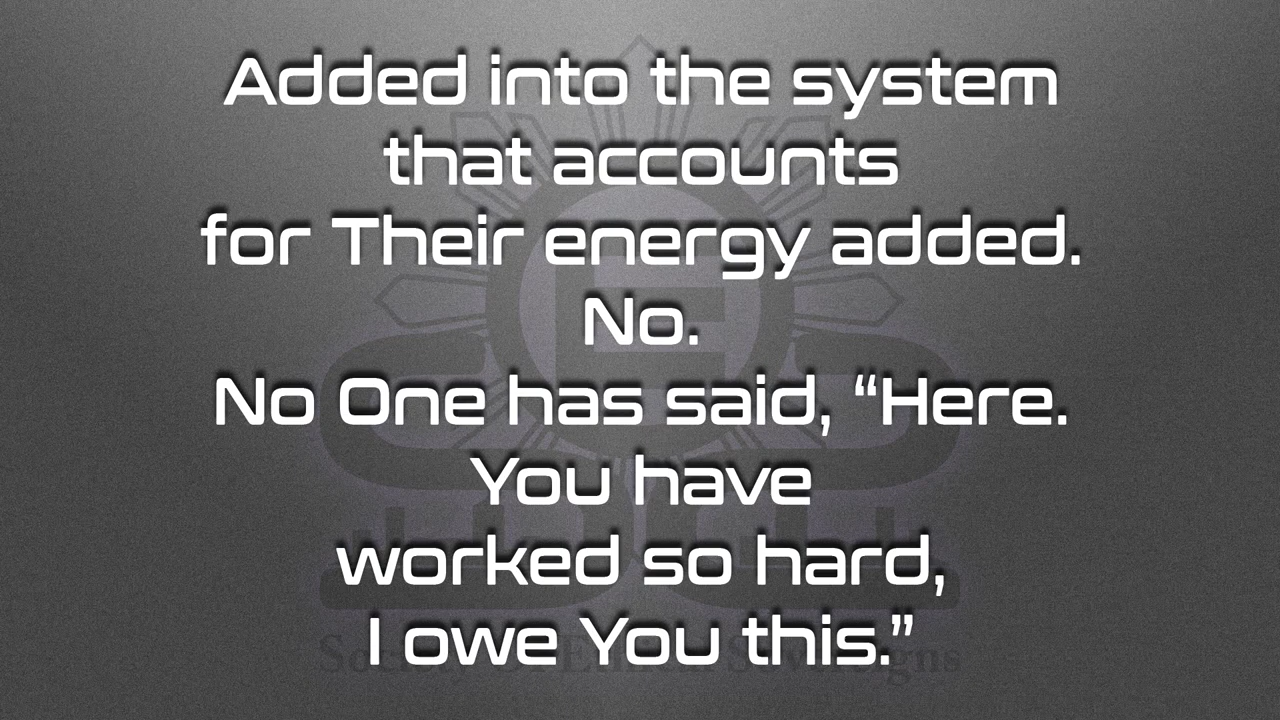 Added into the system
that accounts
for Their energy added.
No.
No One has said, “Here.
You have
worked so hard,
I owe You this.”